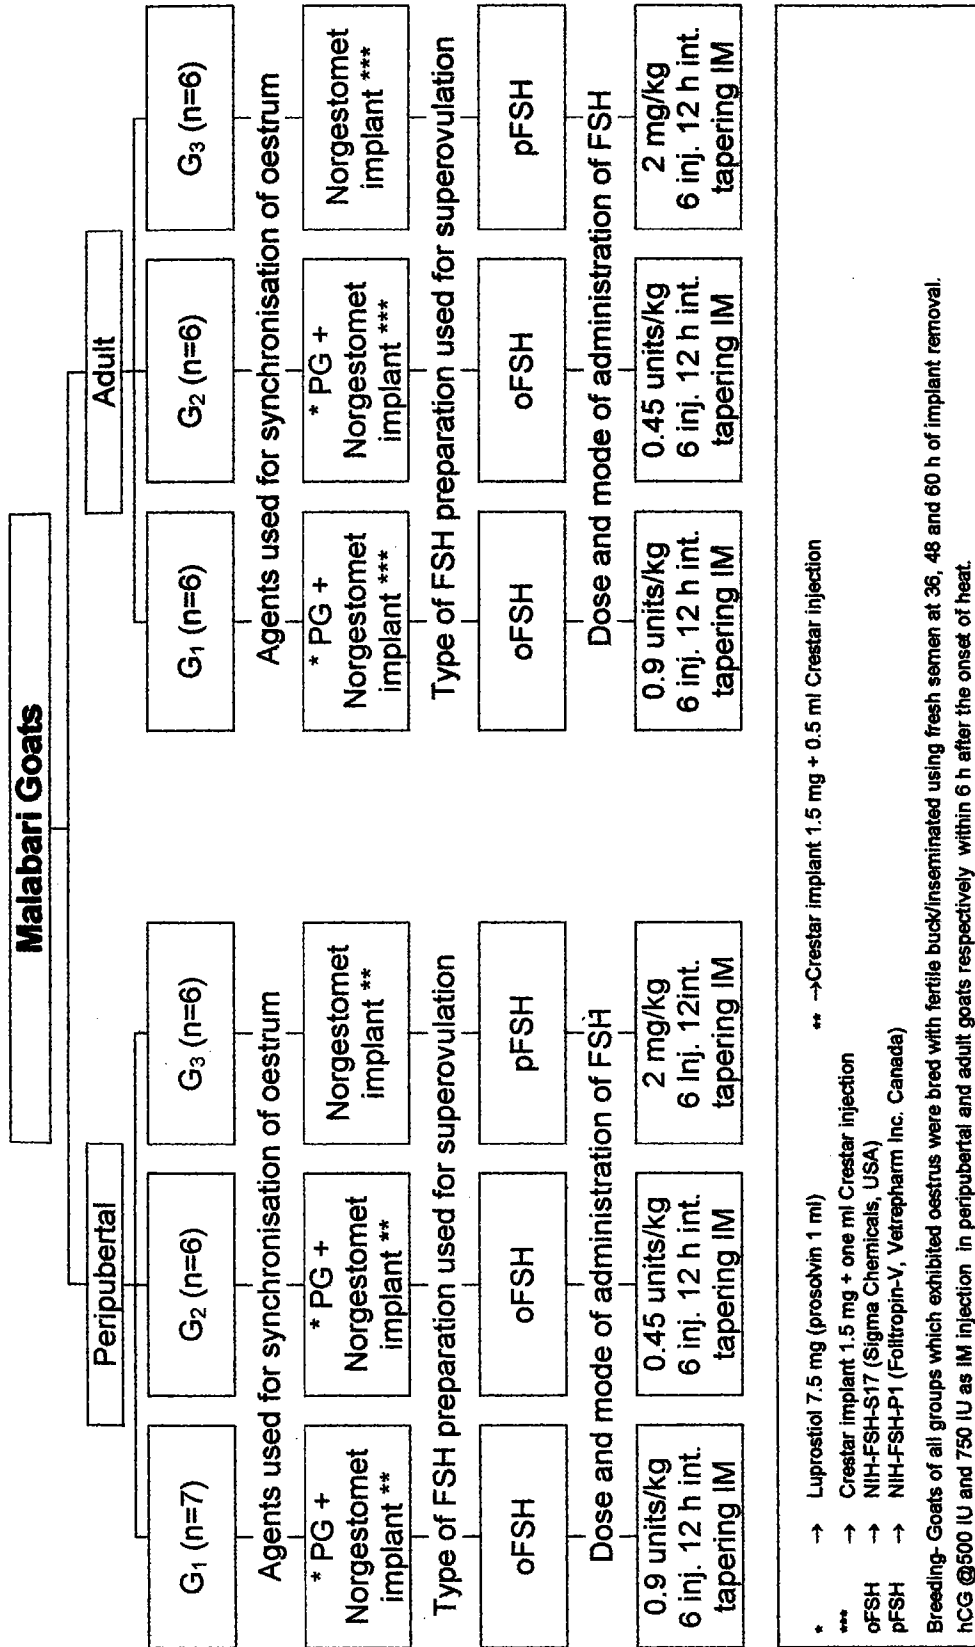 Malabari Goats
Peripubertal
Adult
G₁ (n=7)
G₂ (n=6)
G₃ (n=6)
G₁ (n=6)
G₂ (n=6)
G₃ (n=6)
Agents used for synchronisation of oestrum
Agents used for synchronisation of oestrum
* PG +
Norgestomet
implant **
* PG +
Norgestomet
implant **
Norgestomet
implant **
* PG +
Norgestomet
implant ***
* PG +
Norgestomet
implant ***
Norgestomet
implant ***
Type of FSH preparation used for superovulation
Type of FSH preparation used for superovulation
oFSH
oFSH
pFSH
oFSH
oFSH
pFSH
Dose and mode of administration of FSH
Dose and mode of administration of FSH
0.9 units/kg
6 inj. 12 h int.
tapering IM
0.45 units/kg
6 inj. 12 h int.
tapering IM
2 mg/kg
6 Inj. 12int.
tapering IM
0.9 units/kg
6 inj. 12 h int.
tapering IM
0.45 units/kg
6 inj. 12 h int.
tapering IM
2 mg/kg
6 inj. 12 h int.
tapering IM
* → Luprostiol 7.5 mg (prosolvin 1 ml) ** →Crestar implant 1.5 mg + 0.5 ml Crestar injection
*** → Crestar implant 1.5 mg + one ml Crestar injection
oFSH → NIH-FSH-S17 (Sigma Chemicals, USA)
pFSH → NIH-FSH-P1 (Folltropin-V, Vetrepharm Inc. Canada)
Breeding- Goats of all groups which exhibited oestrus were bred with fertile buck/inseminated using fresh semen at 36, 48 and 60 h of implant removal.
hCG @500 IU and 750 IU as IM injection in peripubertal and adult goats respectively within 6 h after the onset of heat.